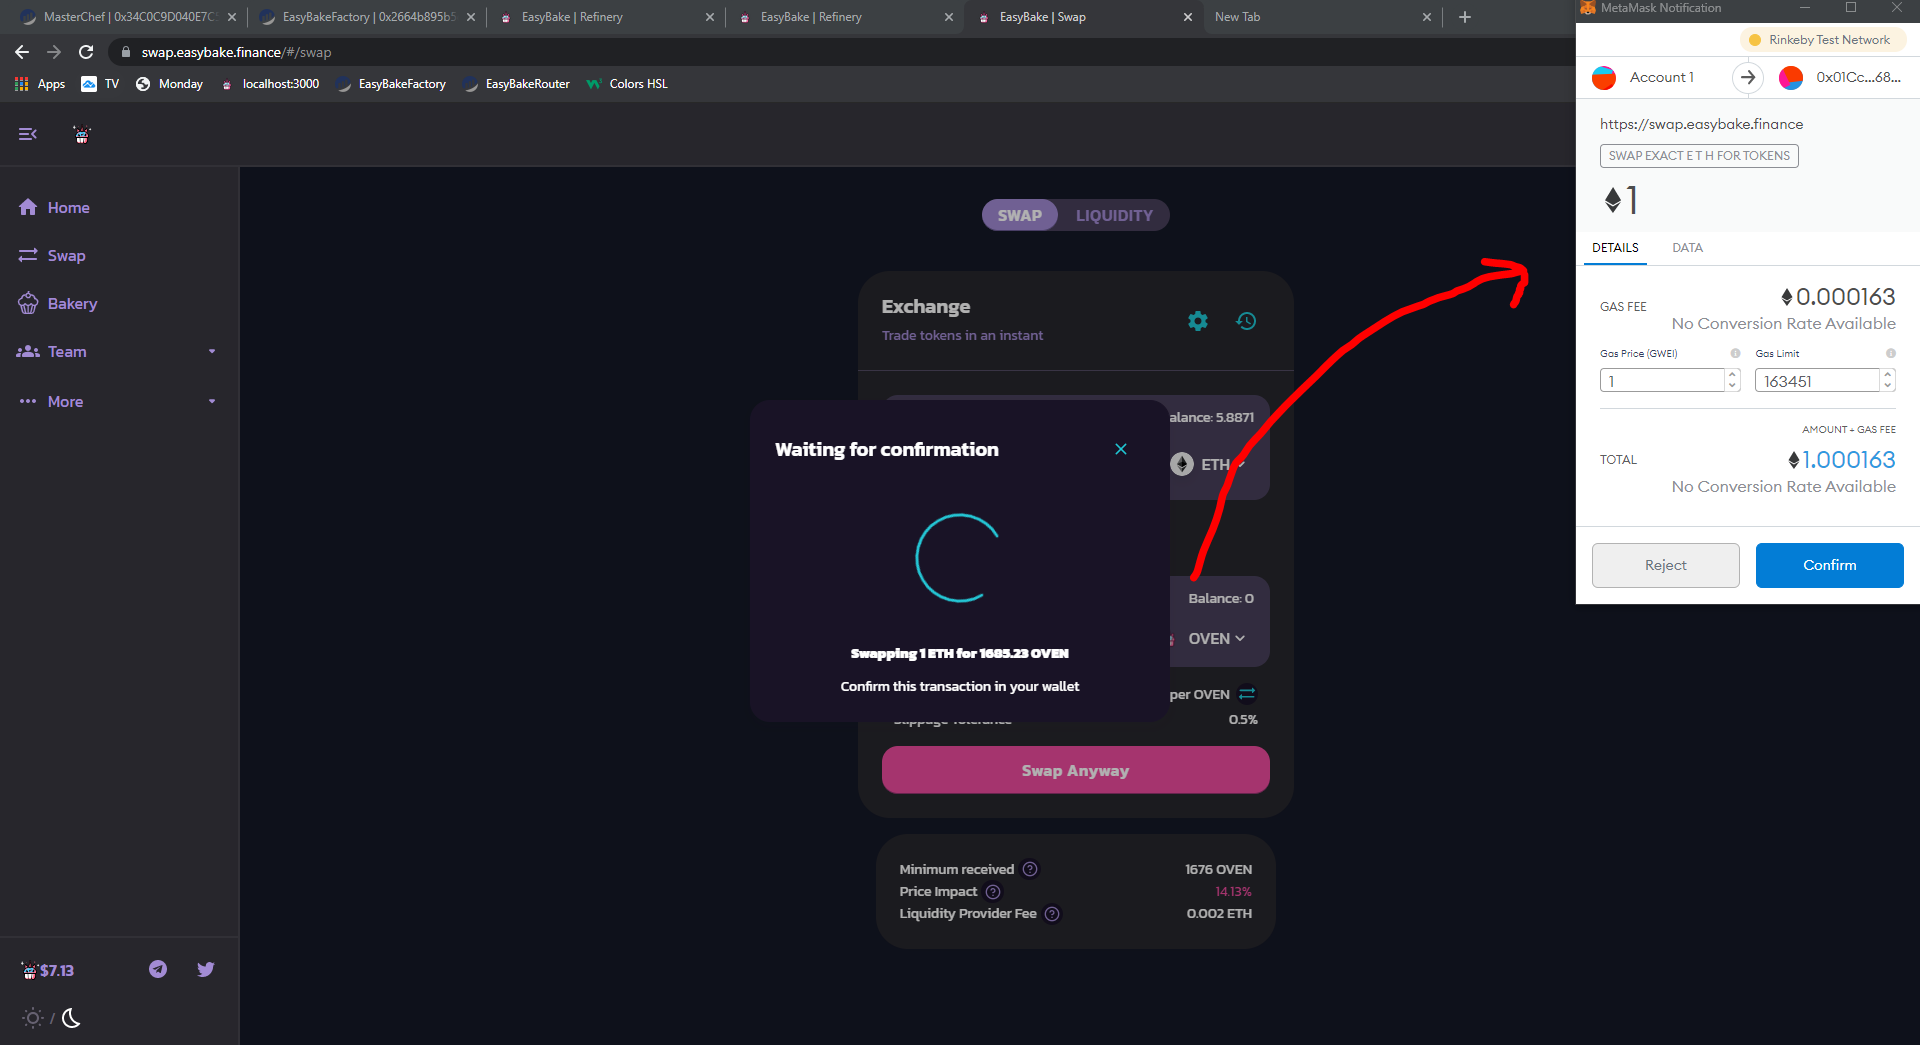 MasterChef | 0x34C0C9D040E7C
EasyBakeFactory | 0x2664b895b5
EasyBake | Refinery
EasyBake | Refinery
EasyBake | Swap
New Tab
MetaMask Notification
swap.easybake.finance/#/swap
Apps
TV
Monday
localhost:3000
EasyBakeFactory
EasyBakeRouter
Colors HSL
Rinkeby Test Network
Account 1
0x01Cc...68...
https://swap.easybake.finance
SWAP EXACT E T H FOR TOKENS
1
DETAILS
DATA
GAS FEE
0.000163
No Conversion Rate Available
Gas Price (GWEI)
Gas Limit
1
163451
AMOUNT + GAS FEE
TOTAL
1.000163
No Conversion Rate Available
Reject
Confirm
Home
Swap
Bakery
Team
More
$7.13
/
SWAP
LIQUIDITY
Exchange
Trade tokens in an instant
alance: 5.8871
ETH
Waiting for confirmation
Swapping 1 ETH for 1685.23 OVEN
Confirm this transaction in your wallet
Balance: 0
OVEN
per OVEN
Slippage Tolerance
0.5%
Swap Anyway
Minimum received
?
1676 OVEN
Price Impact
?
14.13%
Liquidity Provider Fee
?
0.002 ETH